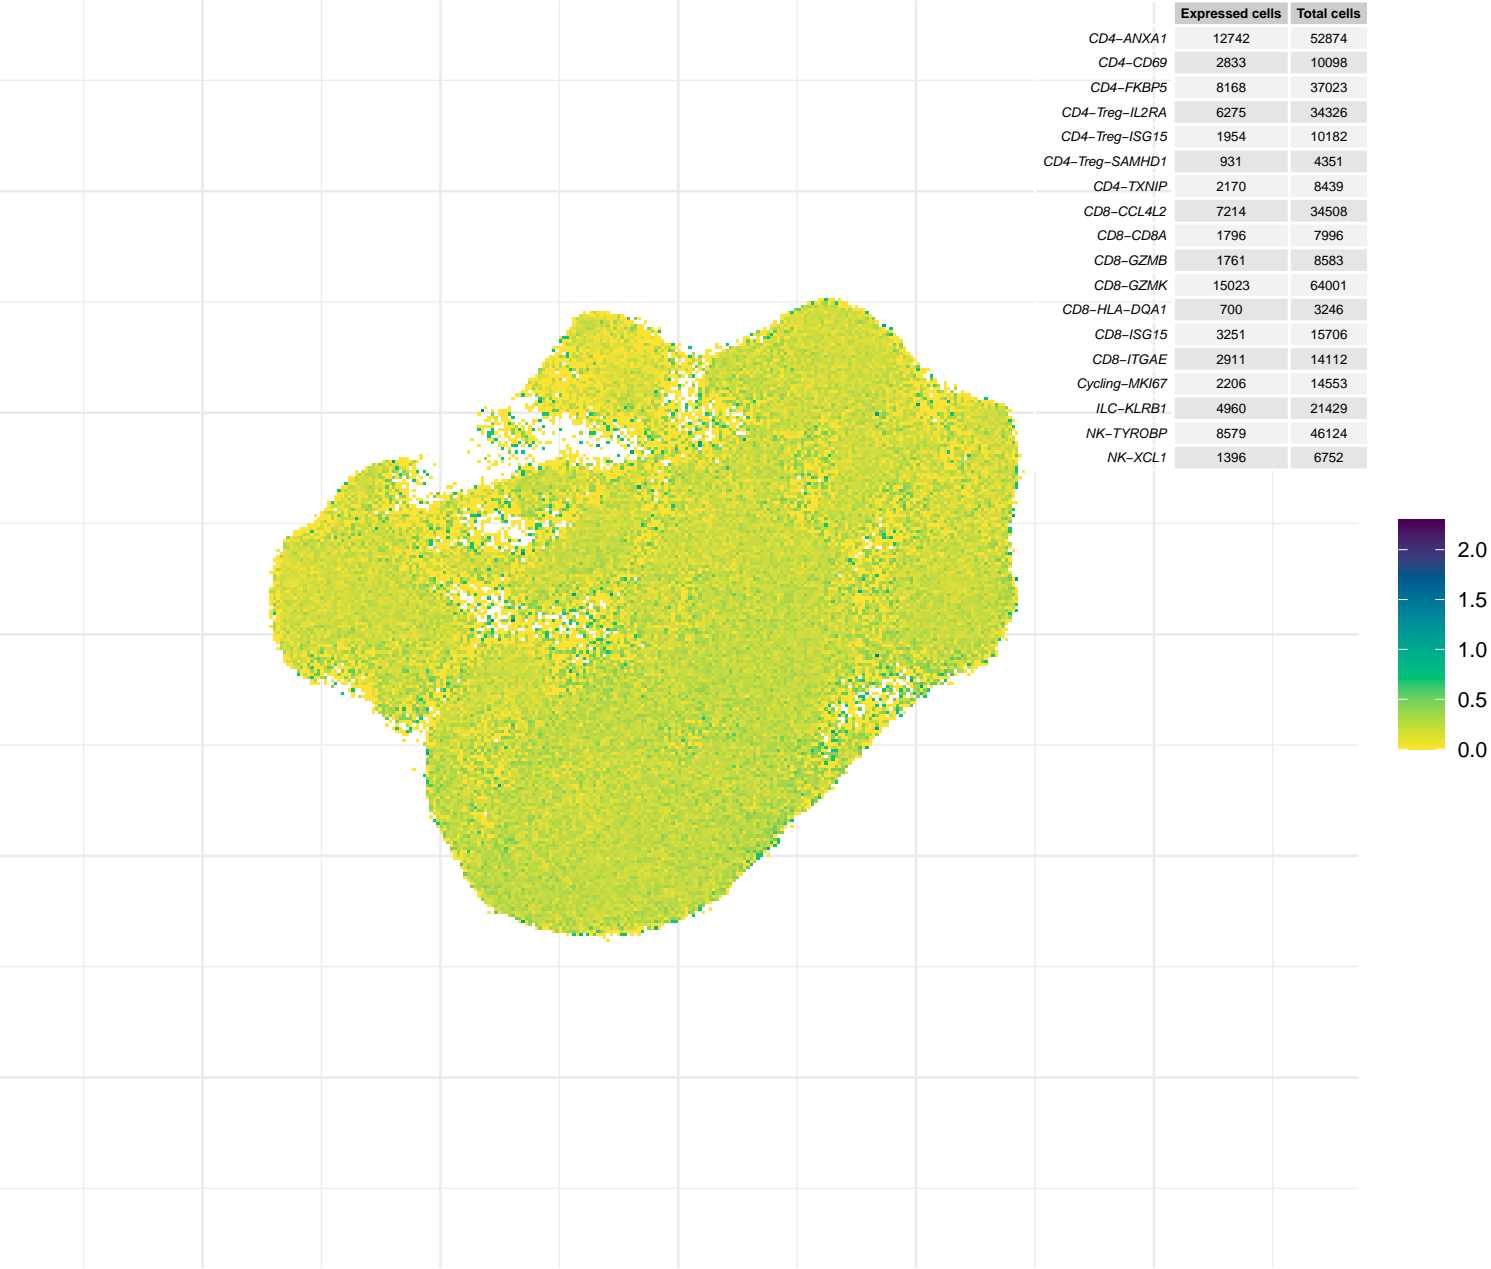 Expressed cells Total cells
CD4−ANXA1 12742 52874
CD4−CD69 2833 10098
CD4−FKBP5 8168 37023
CD4−Treg−IL2RA 6275 34326
CD4−Treg−ISG15 1954 10182
CD4−Treg−SAMHD1 931 4351
CD4−TXNIP 2170 8439
CD8−CCL4L2 7214 34508
CD8−CD8A 1796 7996
CD8−GZMB 1761 8583
CD8−GZMK 15023 64001
CD8−HLA−DQA1 700 3246
CD8−ISG15 3251 15706
CD8−ITGAE 2911 14112
Cycling−MKI67 2206 14553
ILC−KLRB1 4960 21429
NK−TYROBP 8579 46124
NK−XCL1 1396 6752
2.0
1.5
1.0
0.5
0.0